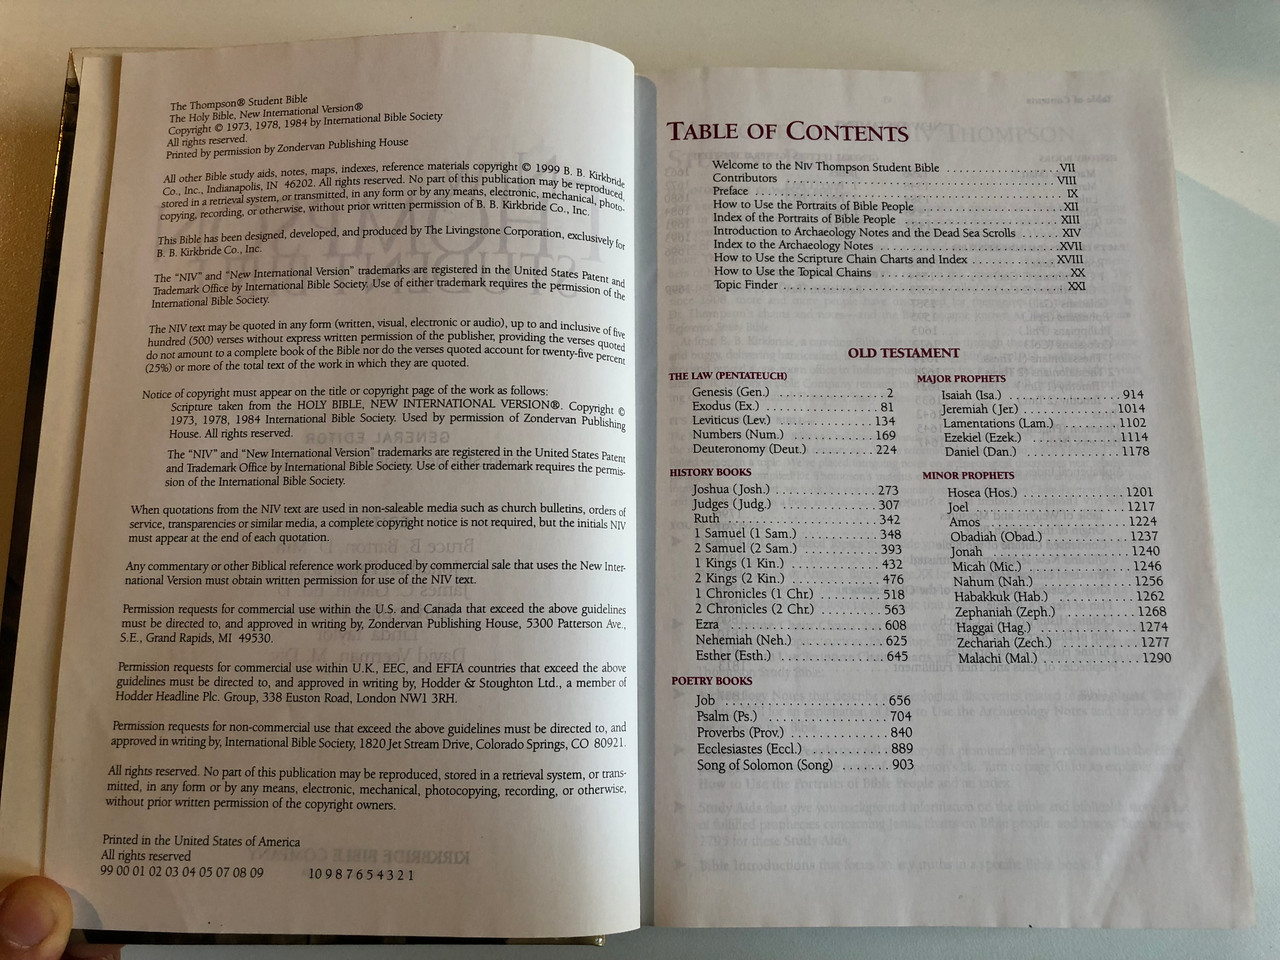 The Thompson® Student Bible
The Holy Bible, New International Version®
Copyright © 1973, 1978, 1984 by International Bible Society
All rights reserved.
Printed by permission by Zondervan Publishing House
All other Bible study aids, notes, maps, indexes, reference materials copyright © 1999 B. B. Kirkbride
Co., Inc., Indianapolis, IN 46202. All rights reserved. No part of this publication may be reproduced,
stored in a retrieval system, or transmitted, in any form or by any means, electronic, mechanical, photo-
copying, recording, or otherwise, without prior written permission of B. B. Kirkbride Co., Inc.
This Bible has been designed, developed, and produced by The Livingstone Corporation, exclusively for
B. B. Kirkbride Co., Inc.
The "NIV" and "New International Version" trademarks are registered in the United States Patent and
Trademark Office by International Bible Society. Use of either trademark requires the permission of the
International Bible Society.
The NIV text may be quoted in any form (written, visual, electronic or audio), up to and inclusive of five
hundred (500) verses without express written permission of the publisher, providing the verses quoted
do not amount to a complete book of the Bible nor do the verses quoted account for twenty-five percent
(25%) or more of the total text of the work in which they are quoted.
Notice of copyright must appear on the title or copyright page of the work as follows:
Scripture taken from the HOLY BIBLE, NEW INTERNATIONAL VERSION®. Copyright ©
1973, 1978, 1984 International Bible Society. Used by permission of Zondervan Publishing
House. All rights reserved.
The "NIV" and "New International Version" trademarks are registered in the United States Patent
and Trademark Office by International Bible Society. Use of either trademark requires the permis-
sion of the International Bible Society.
When quotations from the NIV text are used in non-saleable media such as church bulletins, orders of
service, transparencies or similar media, a complete copyright notice is not required, but the initials NIV
must appear at the end of each quotation.
Any commentary or other Biblical reference work produced by commercial sale that uses the New Inter-
national Version must obtain written permission for use of the NIV text.
Permission requests for commercial use within the U.S. and Canada that exceed the above guidelines
must be directed to, and approved in writing by, Zondervan Publishing House, 5300 Patterson Ave.,
S.E., Grand Rapids, MI 49530.
Permission requests for commercial use within U.K., EEC, and EFTA countries that exceed the above
guidelines must be directed to, and approved in writing by, Hodder & Stoughton Ltd., a member of
Hodder Headline Plc. Group, 338 Euston Road, London NW1 3RH.
Permission requests for non-commercial use that exceed the above guidelines must be directed to, and
approved in writing by, International Bible Society, 1820 Jet Stream Drive, Colorado Springs, CO 80921.
All rights reserved. No part of this publication may be reproduced, stored in a retrieval system, or trans-
mitted, in any form or by any means, electronic, mechanical, photocopying, recording, or otherwise,
without prior written permission of the copyright owners.
Printed in the United States of America
All rights reserved
99 00 01 02 03 04 05 07 08 09 10 9 8 7 6 5 4 3 2 1
TABLE OF CONTENTS
Welcome to the NIV Thompson Student Bible . . . . . . . . . . . . . . . . . . VII
Contributors . . . . . . . . . . . . . . . . . . VIII
Preface . . . . . . . . . . . . . . . . . . IX
How to Use the Portraits of Bible People . . . . . . . . . . . . . . . . . . XII
Index of the Portraits of Bible People . . . . . . . . . . . . . . . . . . XIII
Introduction to Archaeology Notes and the Dead Sea Scrolls . . . . . . XIV
Index to the Archaeology Notes . . . . . . . . . . . . . . . . . . XVII
How to Use the Scripture Chain Charts and Index . . . . . . . . . . . . XVIII
How to Use the Topical Chains . . . . . . . . . . . . . . . . . . XX
Topic Finder . . . . . . . . . . . . . . . . . . XXI
OLD TESTAMENT
THE LAW (PENTATEUCH)
Genesis (Gen.) . . . . . . . . . . . . 2
Exodus (Ex.) . . . . . . . . . . . . 81
Leviticus (Lev.) . . . . . . . . . . . . 134
Numbers (Num.) . . . . . . . . . . 169
Deuteronomy (Deut.) . . . . . . . 224
HISTORY BOOKS
Joshua (Josh.) . . . . . . . . . . . . 273
Judges (Judg.) . . . . . . . . . . . . 307
Ruth . . . . . . . . . . . . 342
1 Samuel (1 Sam.) . . . . . . . . . 348
2 Samuel (2 Sam.) . . . . . . . . . 393
1 Kings (1 Kin.) . . . . . . . . . . 432
2 Kings (2 Kin.) . . . . . . . . . . 476
1 Chronicles (1 Chr.) . . . . . . . 518
2 Chronicles (2 Chr.) . . . . . . . 563
Ezra . . . . . . . . . . . . 608
Nehemiah (Neh.) . . . . . . . . . . 625
Esther (Esth.) . . . . . . . . . . . . 645
POETRY BOOKS
Job . . . . . . . . . . . . 656
Psalm (Ps.) . . . . . . . . . . . . 704
Proverbs (Prov.) . . . . . . . . . . 840
Ecclesiastes (Eccl.) . . . . . . . . . 889
Song of Solomon (Song) . . . . . . . 903
MAJOR PROPHETS
Isaiah (Isa.) . . . . . . . . . . . . 914
Jeremiah (Jer.) . . . . . . . . . . 1014
Lamentations (Lam.) . . . . . . . . 1102
Ezekiel (Ezek.) . . . . . . . . . . 1114
Daniel (Dan.) . . . . . . . . . . . . 1178
MINOR PROPHETS
Hosea (Hos.) . . . . . . . . . . . . 1201
Joel . . . . . . . . . . . . 1217
Amos . . . . . . . . . . . . 1224
Obadiah (Obad.) . . . . . . . . . . 1237
Jonah . . . . . . . . . . . . 1240
Micah (Mic.) . . . . . . . . . . . . 1246
Nahum (Nah.) . . . . . . . . . . 1256
Habakkuk (Hab.) . . . . . . . . . . 1262
Zephaniah (Zeph.) . . . . . . . . . 1268
Haggai (Hag.) . . . . . . . . . . . . 1274
Zechariah (Zech.) . . . . . . . . . 1277
Malachi (Mal.) . . . . . . . . . . 1290